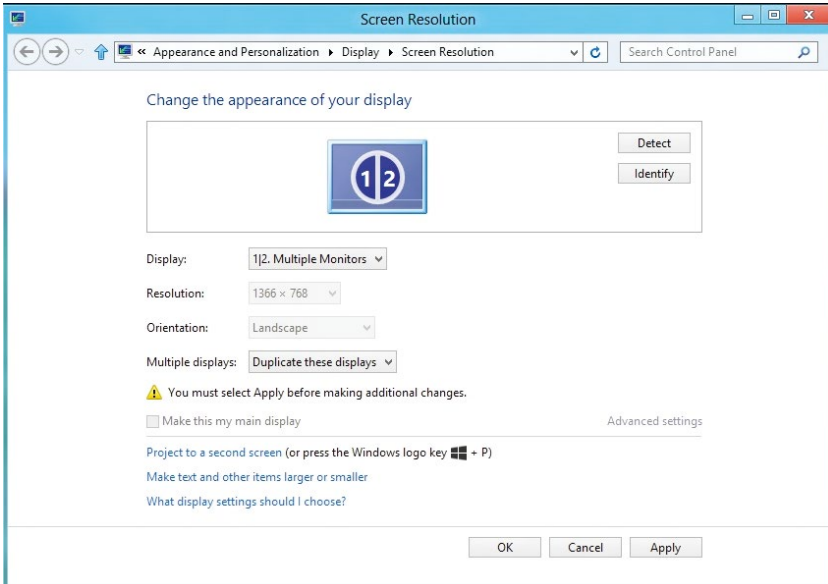 Screen Resolution
« Appearance and Personalization ▸ Display ▸ Screen Resolution
Search Control Panel
Change the appearance of your display
1|2
Detect
Identify
Display: 1|2. Multiple Monitors
Resolution: 1366 × 768
Orientation: Landscape
Multiple displays: Duplicate these displays
You must select Apply before making additional changes.
Make this my main display Advanced settings
Project to a second screen (or press the Windows logo key + P)
Make text and other items larger or smaller
What display settings should I choose?
OK Cancel Apply